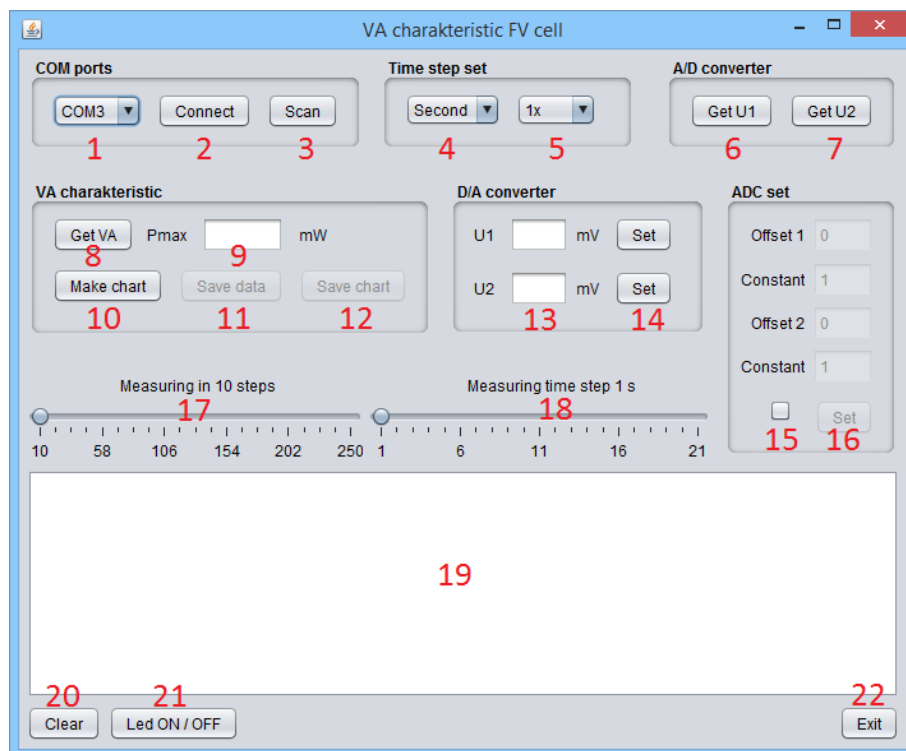 VA charakteristic FV cell
COM ports
Time step set
A/D converter
COM3 Connect Scan Second 1x Get U1 Get U2
1 2 3 4 5 6 7
VA charakteristic
D/A converter
ADC set
Get VA Pmax mW U1 mV Set Offset 1 0
8 9
Make chart Save data Save chart U2 mV Set Constant 1
10 11 12 13 14
Offset 2 0
Constant 1
Measuring in 10 steps
Measuring time step 1 s
17 18
Set
15 16
10 58 106 154 202 250 1 6 11 16 21
19
20 21 22
Clear Led ON / OFF Exit